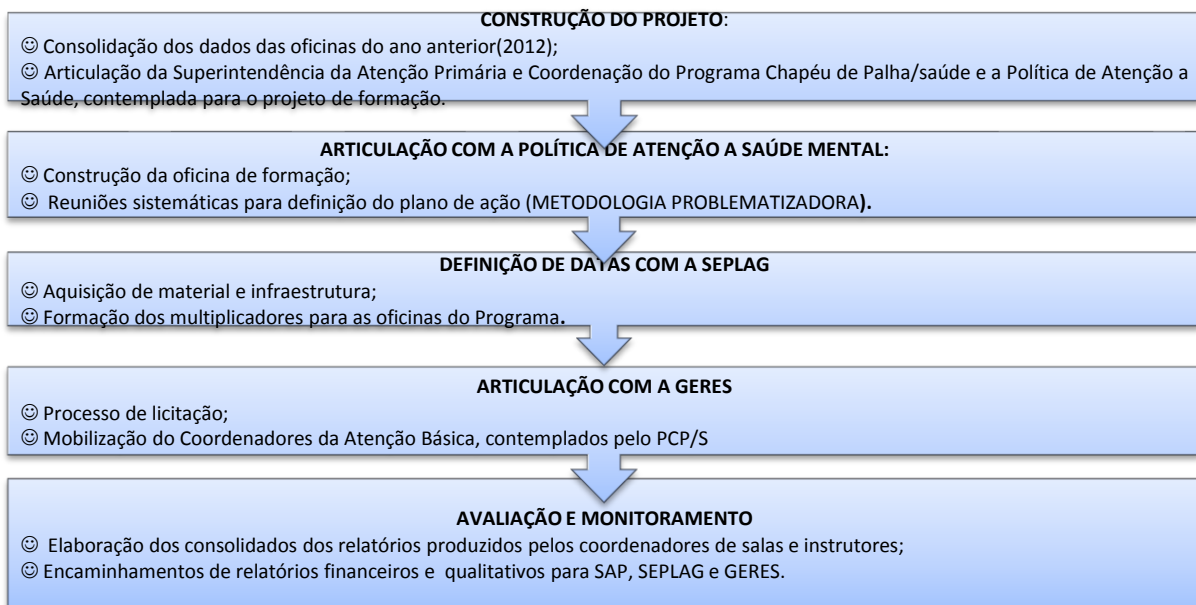 CONSTRUÇÃO DO PROJETO:
☺ Consolidação dos dados das oficinas do ano anterior(2012);
☺ Articulação da Superintendência da Atenção Primária e Coordenação do Programa Chapéu de Palha/saúde e a Política de Atenção a
Saúde, contemplada para o projeto de formação.
ARTICULAÇÃO COM A POLÍTICA DE ATENÇÃO A SAÚDE MENTAL:
☺ Construção da oficina de formação;
☺ Reuniões sistemáticas para definição do plano de ação (METODOLOGIA PROBLEMATIZADORA).
DEFINIÇÃO DE DATAS COM A SEPLAG
☺ Aquisição de material e infraestrutura;
☺ Formação dos multiplicadores para as oficinas do Programa.
ARTICULAÇÃO COM A GERES
☺ Processo de licitação;
☺ Mobilização do Coordenadores da Atenção Básica, contemplados pelo PCP/S
AVALIAÇÃO E MONITORAMENTO
☺ Elaboração dos consolidados dos relatórios produzidos pelos coordenadores de salas e instrutores;
☺ Encaminhamentos de relatórios financeiros e qualitativos para SAP, SEPLAG e GERES.